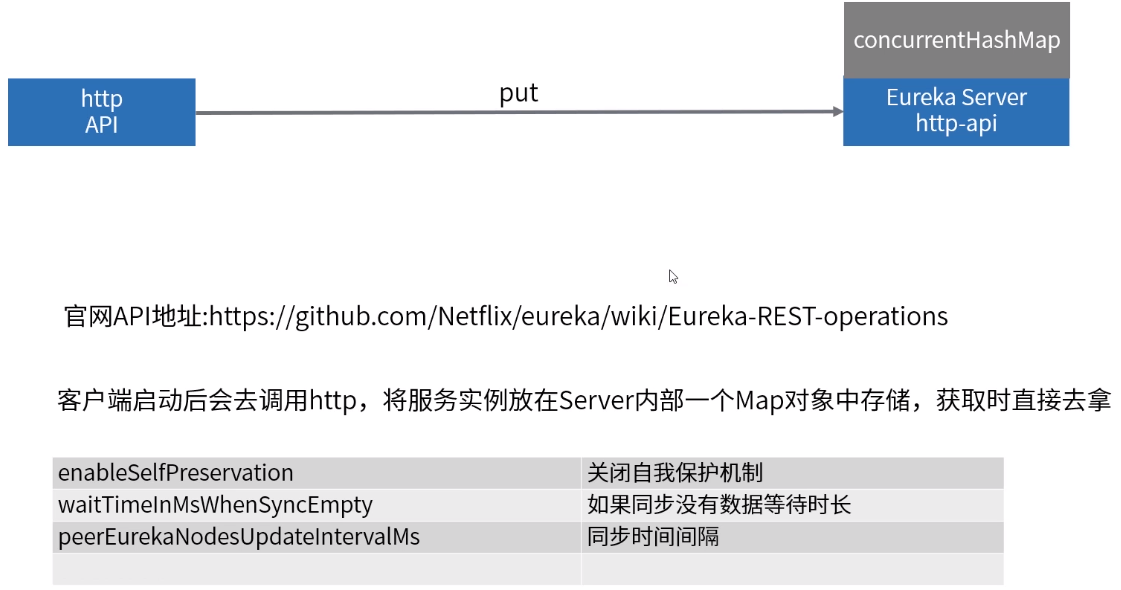 concurrentHashMap
http
API
put
Eureka Server
http-api
官网API地址:https://github.com/Netflix/eureka/wiki/Eureka-REST-operations
客户端启动后会去调用http，将服务实例放在Server内部一个Map对象中存储，获取时直接去拿
enableSelfPreservation 关闭自我保护机制
waitTimeInMsWhenSyncEmpty 如果同步没有数据等待时长
peerEurekaNodesUpdateIntervalMs 同步时间间隔